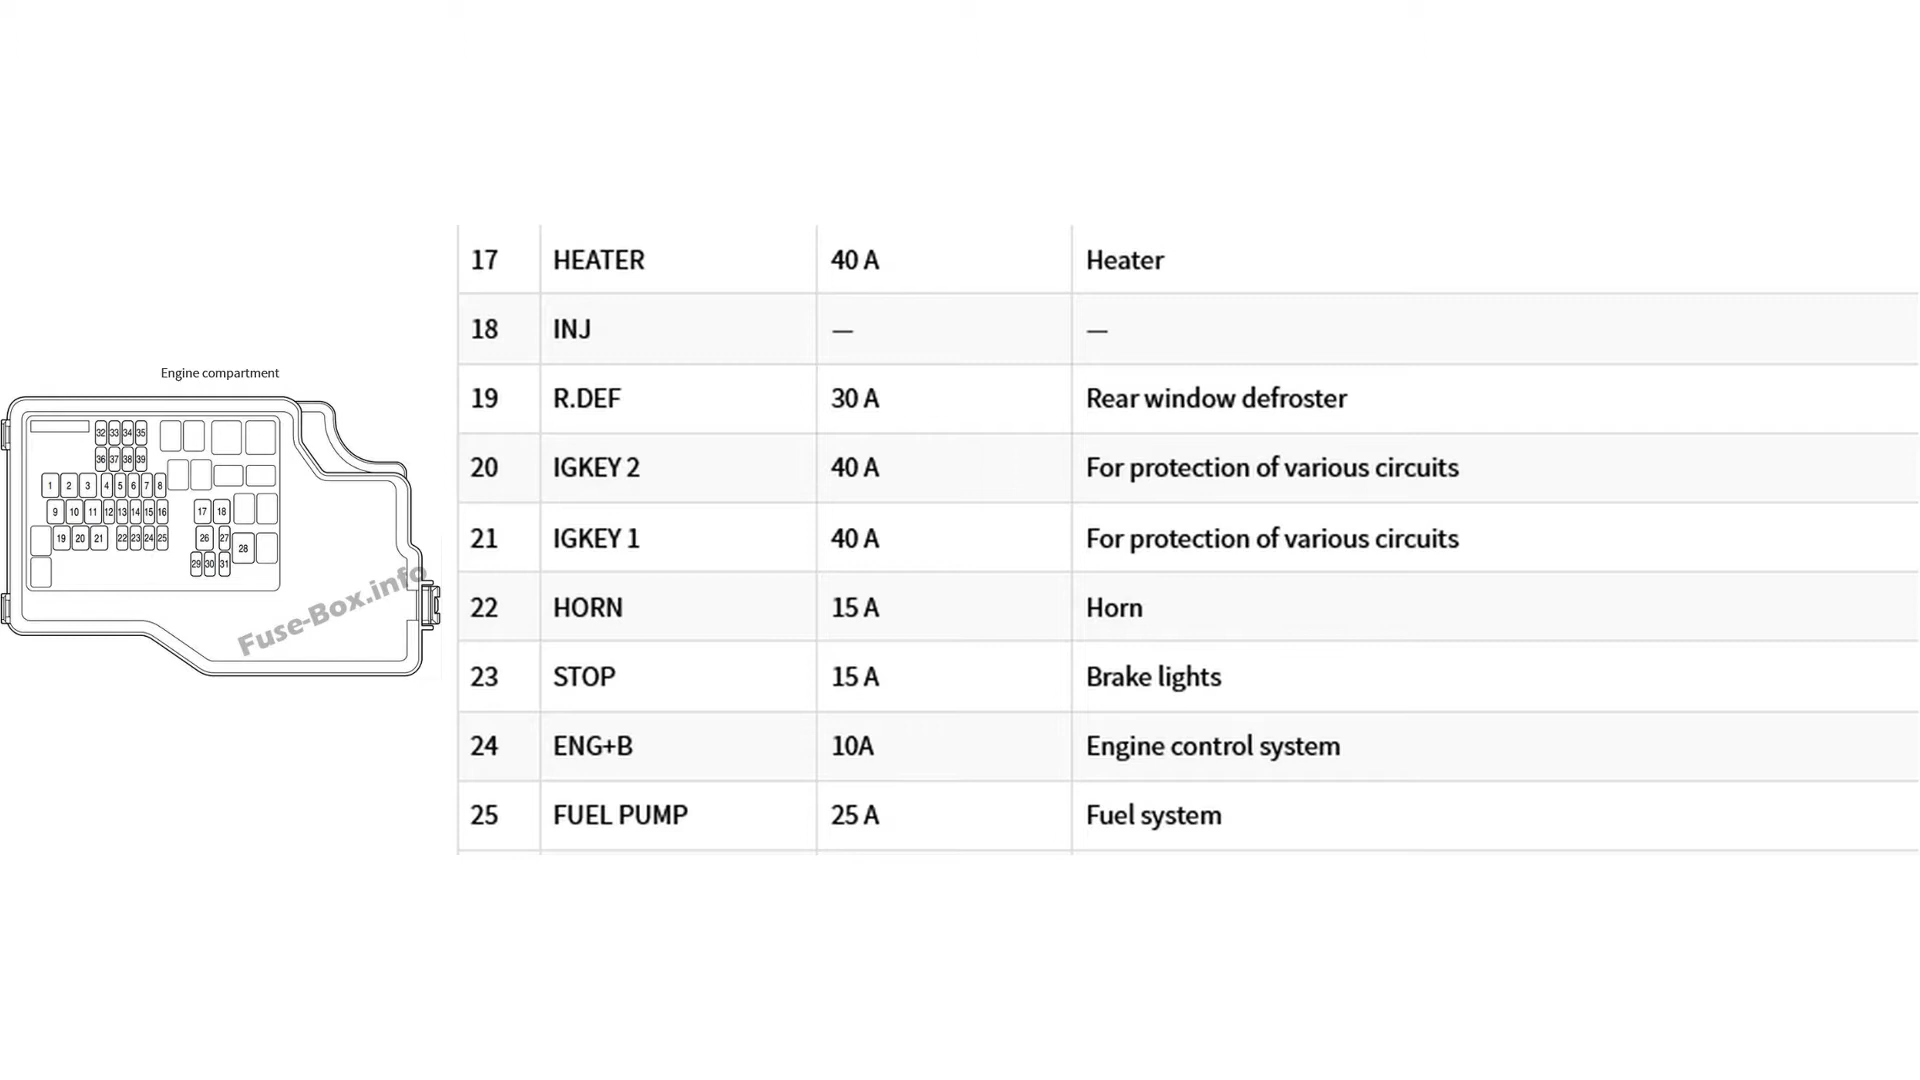 Engine compartment
32 33 34 35
36 37 38 39
1 2 3 4 5 6 7 8
9 10 11 12 13 14 15 16
17 18
19 20 21 22 23 24 25
26 27
28
29 30 31
Fuse-Box.info
17 HEATER 40 A Heater
18 INJ — —
19 R.DEF 30 A Rear window defroster
20 IGKEY 2 40 A For protection of various circuits
21 IGKEY 1 40 A For protection of various circuits
22 HORN 15 A Horn
23 STOP 15 A Brake lights
24 ENG+B 10A Engine control system
25 FUEL PUMP 25 A Fuel system